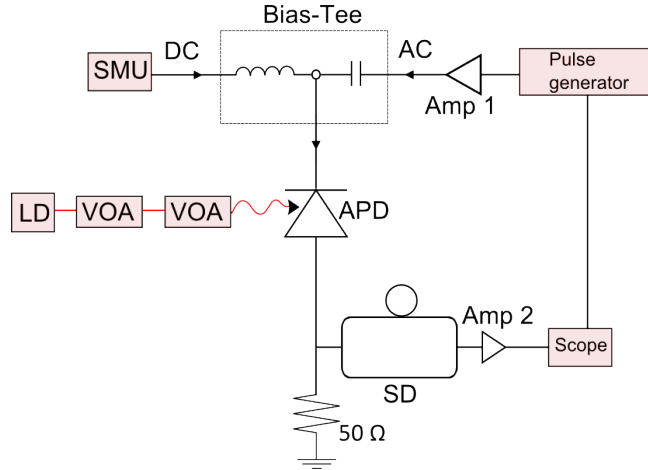 Bias-Tee
DC
AC
SMU
Pulse
generator
Amp 1
LD
VOA
VOA
APD
Amp 2
Scope
SD
50 Ω